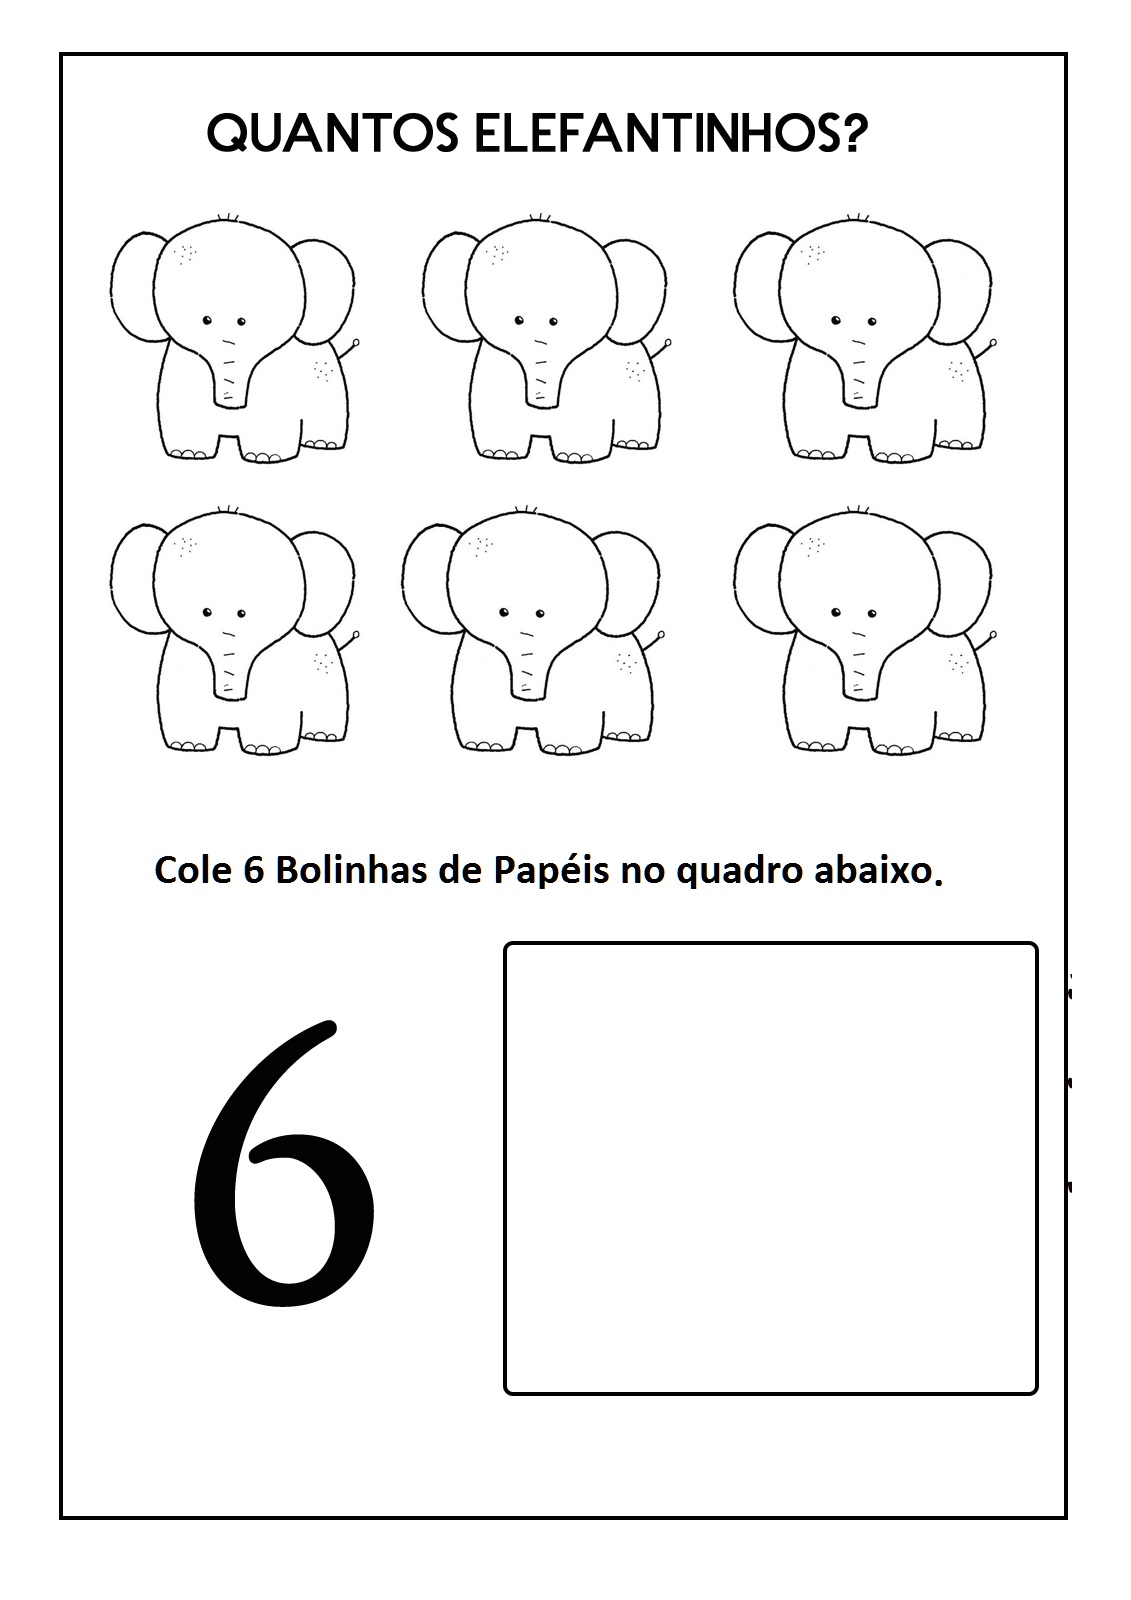 QUANTOS ELEFANTINHOS?
Cole 6 Bolinhas de Papéis no quadro abaixo.
6